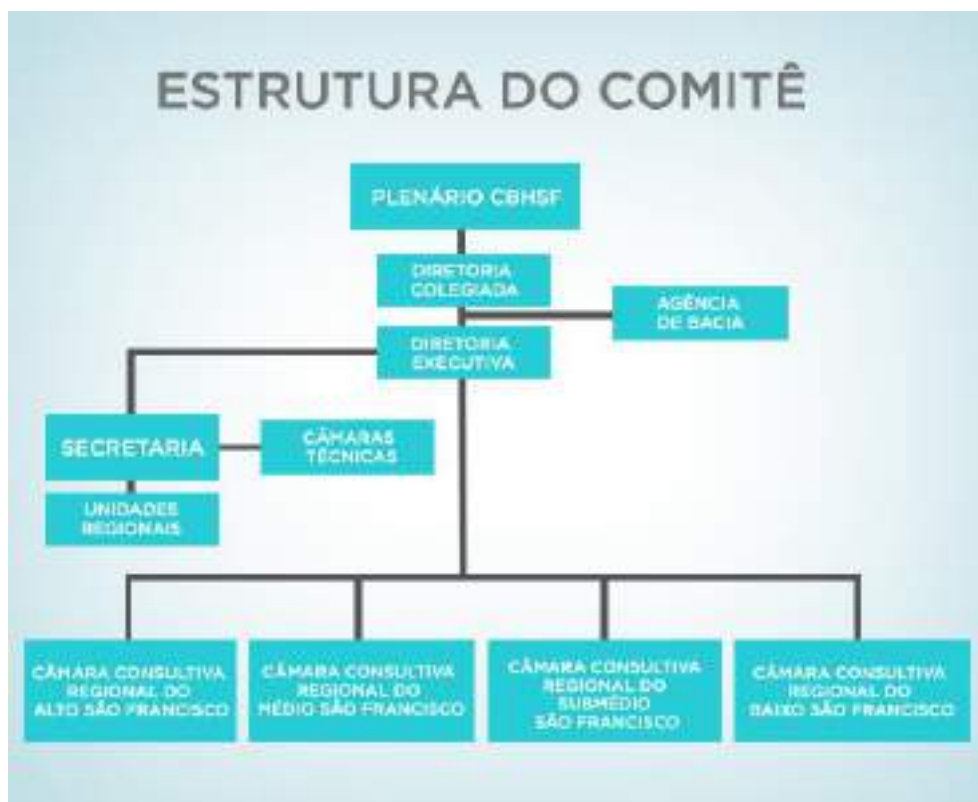 ESTRUTURA DO COMITÊ
PLENÁRIO CBHSF
DIRETORIA
COLEGIADA
AGÊNCIA
DE BACIA
DIRETORIA
EXECUTIVA
SECRETARIA
CÂMARAS
TÉCNICAS
UNIDADES
REGIONAIS
CÂMARA CONSULTIVA
REGIONAL DO
ALTO SÃO FRANCISCO
CÂMARA CONSULTIVA
REGIONAL DO
MÉDIO SÃO FRANCISCO
CÂMARA CONSULTIVA
REGIONAL DO
SUBMÉDIO
SÃO FRANCISCO
CÂMARA CONSULTIVA
REGIONAL DO
BAIXO SÃO FRANCISCO